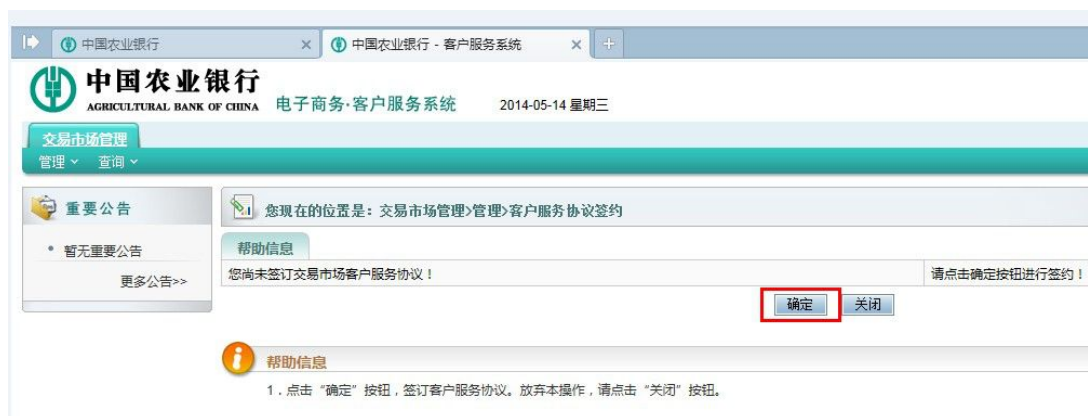 中国农业银行
中国农业银行 - 客户服务系统
中国农业银行
AGRICULTURAL BANK OF CHINA
电子商务·客户服务系统
2014-05-14 星期三
交易市场管理
管理
查询
重要公告
您现在的位置是：交易市场管理>管理>客户服务协议签约
暂无重要公告
更多公告>>
帮助信息
您尚未签订交易市场客户服务协议！
请点击确定按钮进行签约！
确定
关闭
帮助信息
1．点击“确定”按钮，签订客户服务协议。放弃本操作，请点击“关闭”按钮。